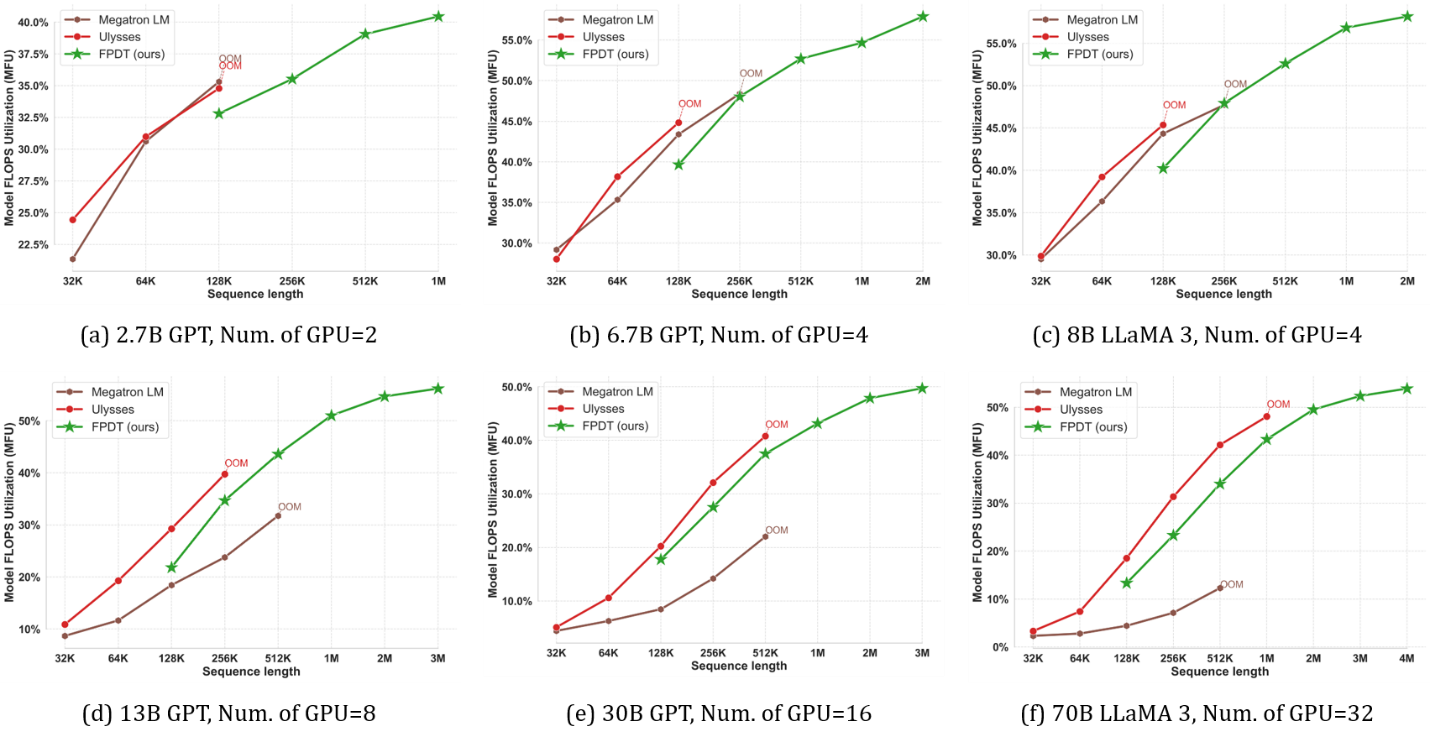 Megatron LM
Ulysses
FPDT (ours)
Model FLOPS Utilization (MFU)
40.0%
37.5%
35.0%
32.5%
30.0%
27.5%
25.0%
22.5%
OOM
OOM
32K 64K 128K 256K 512K 1M
Sequence length
(a) 2.7B GPT, Num. of GPU=2
Megatron LM
Ulysses
FPDT (ours)
Model FLOPS Utilization (MFU)
55.0%
50.0%
45.0%
40.0%
35.0%
30.0%
OOM
OOM
32K 64K 128K 256K 512K 1M 2M
Sequence length
(b) 6.7B GPT, Num. of GPU=4
Megatron LM
Ulysses
FPDT (ours)
Model FLOPS Utilization (MFU)
55.0%
50.0%
45.0%
40.0%
35.0%
30.0%
OOM
OOM
32K 64K 128K 256K 512K 1M 2M
Sequence length
(c) 8B LLaMA 3, Num. of GPU=4
Megatron LM
Ulysses
FPDT (ours)
Model FLOPS Utilization (MFU)
50%
40%
30%
20%
10%
OOM
OOM
32K 64K 128K 256K 512K 1M 2M 3M
Sequence length
(d) 13B GPT, Num. of GPU=8
Megatron LM
Ulysses
FPDT (ours)
Model FLOPS Utilization (MFU)
50.0%
40.0%
30.0%
20.0%
10.0%
OOM
OOM
32K 64K 128K 256K 512K 1M 2M 3M
Sequence length
(e) 30B GPT, Num. of GPU=16
Megatron LM
Ulysses
FPDT (ours)
Model FLOPS Utilization (MFU)
50%
40%
30%
20%
10%
0%
OOM
OOM
32K 64K 128K 256K 512K 1M 2M 3M 4M
Sequence length
(f) 70B LLaMA 3, Num. of GPU=32